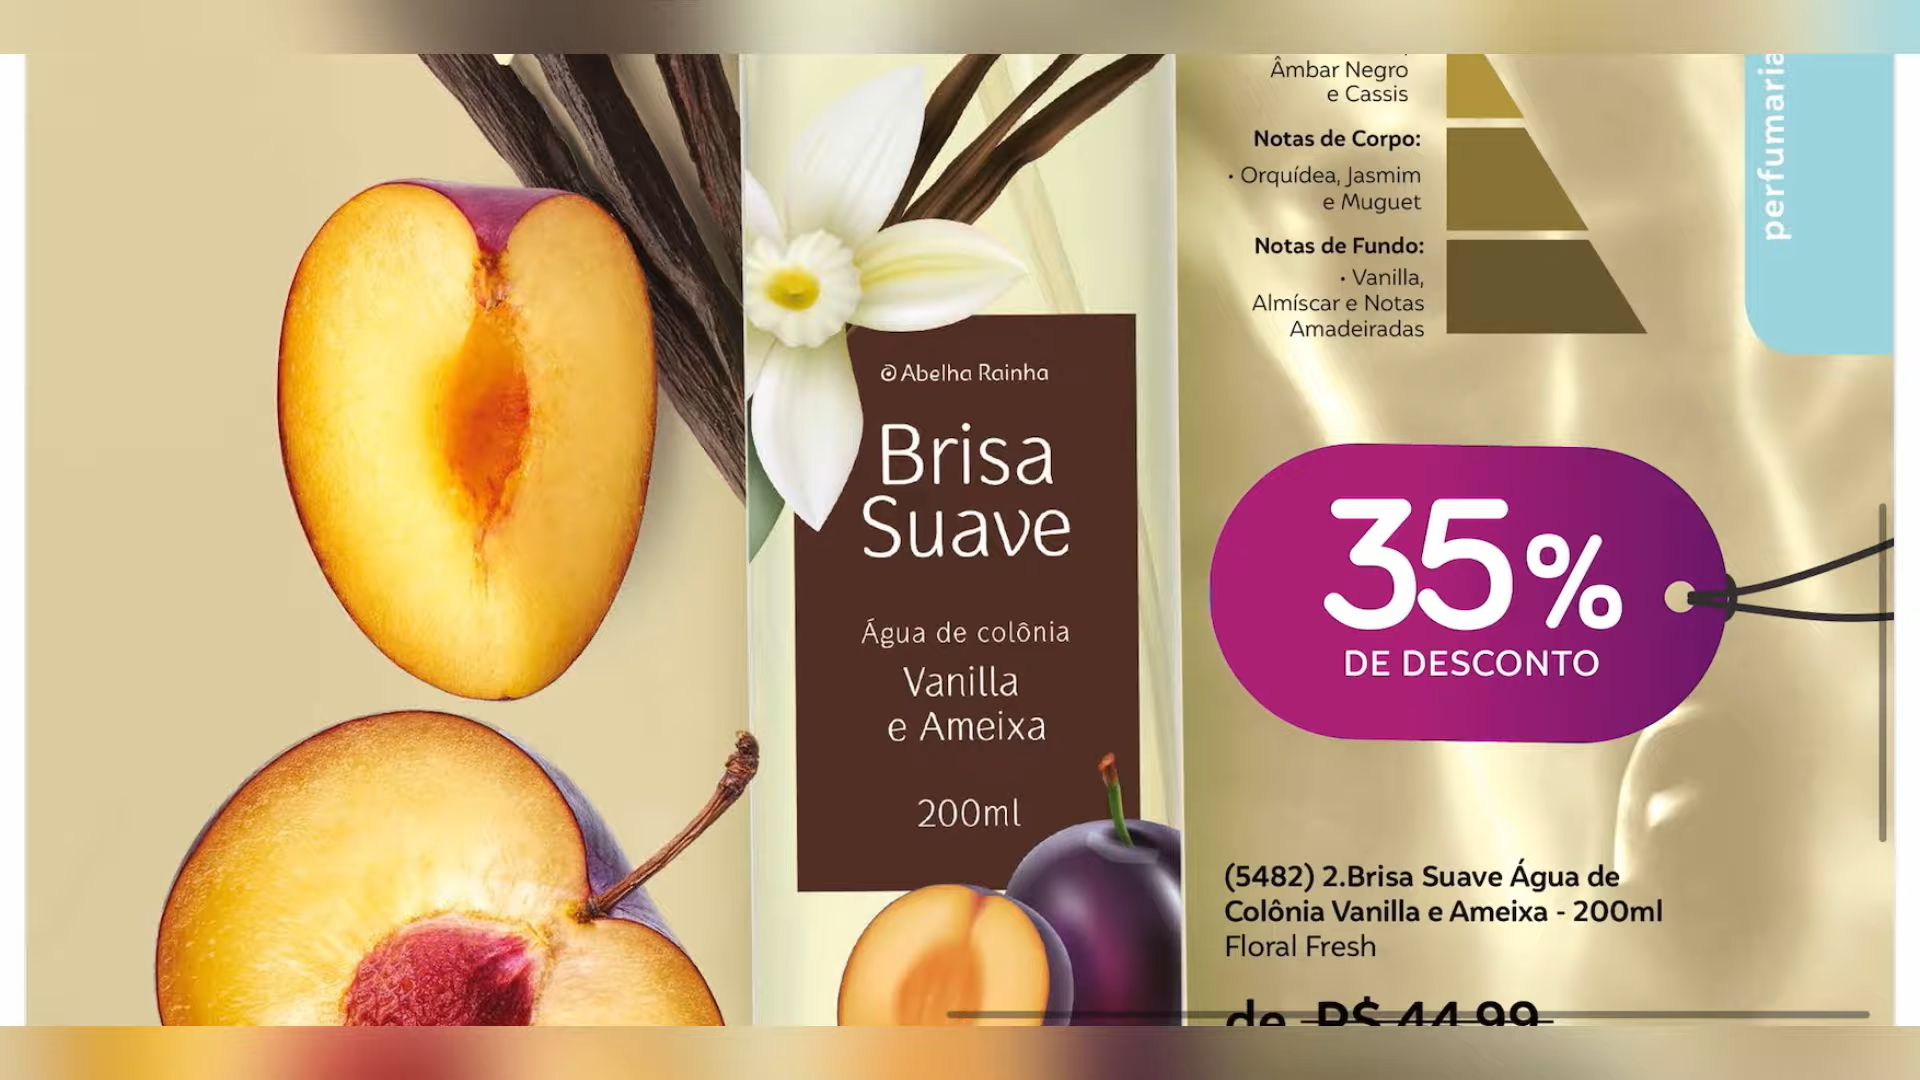 Âmbar Negro
e Cassis
Notas de Corpo:
• Orquídea, Jasmim
e Muguet
Notas de Fundo:
• Vanilla,
Almíscar e Notas
Amadeiradas
perfumaria
Abelha Rainha
Brisa
Suave
Água de colônia
Vanilla
e Ameixa
200ml
35%
DE DESCONTO
(5482) 2.Brisa Suave Água de
Colônia Vanilla e Ameixa - 200ml
Floral Fresh
de R$ 44,99